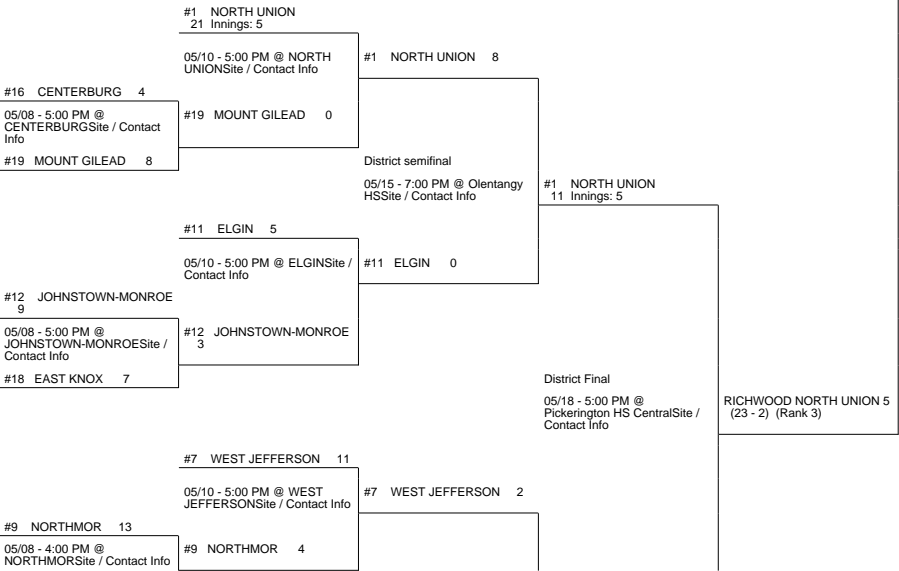 #1 NORTH UNION
21 Innings: 5
05/10 - 5:00 PM @ NORTH
UNIONSite / Contact Info
#1 NORTH UNION 8
#16 CENTERBURG 4
05/08 - 5:00 PM @
CENTERBURGSite / Contact
Info
#19 MOUNT GILEAD 0
#19 MOUNT GILEAD 8
District semifinal
05/15 - 7:00 PM @ Olentangy
HSSite / Contact Info
#1 NORTH UNION
11 Innings: 5
#11 ELGIN 5
05/10 - 5:00 PM @ ELGINSite /
Contact Info
#11 ELGIN 0
#12 JOHNSTOWN-MONROE
9
05/08 - 5:00 PM @
JOHNSTOWN-MONROESite /
Contact Info
#12 JOHNSTOWN-MONROE
3
#18 EAST KNOX 7
District Final
05/18 - 5:00 PM @
Pickerington HS CentralSite /
Contact Info
RICHWOOD NORTH UNION 5
(23 - 2) (Rank 3)
#7 WEST JEFFERSON 11
05/10 - 5:00 PM @ WEST
JEFFERSONSite / Contact Info
#7 WEST JEFFERSON 2
#9 NORTHMOR 13
05/08 - 4:00 PM @
NORTHMORSite / Contact Info
#9 NORTHMOR 4